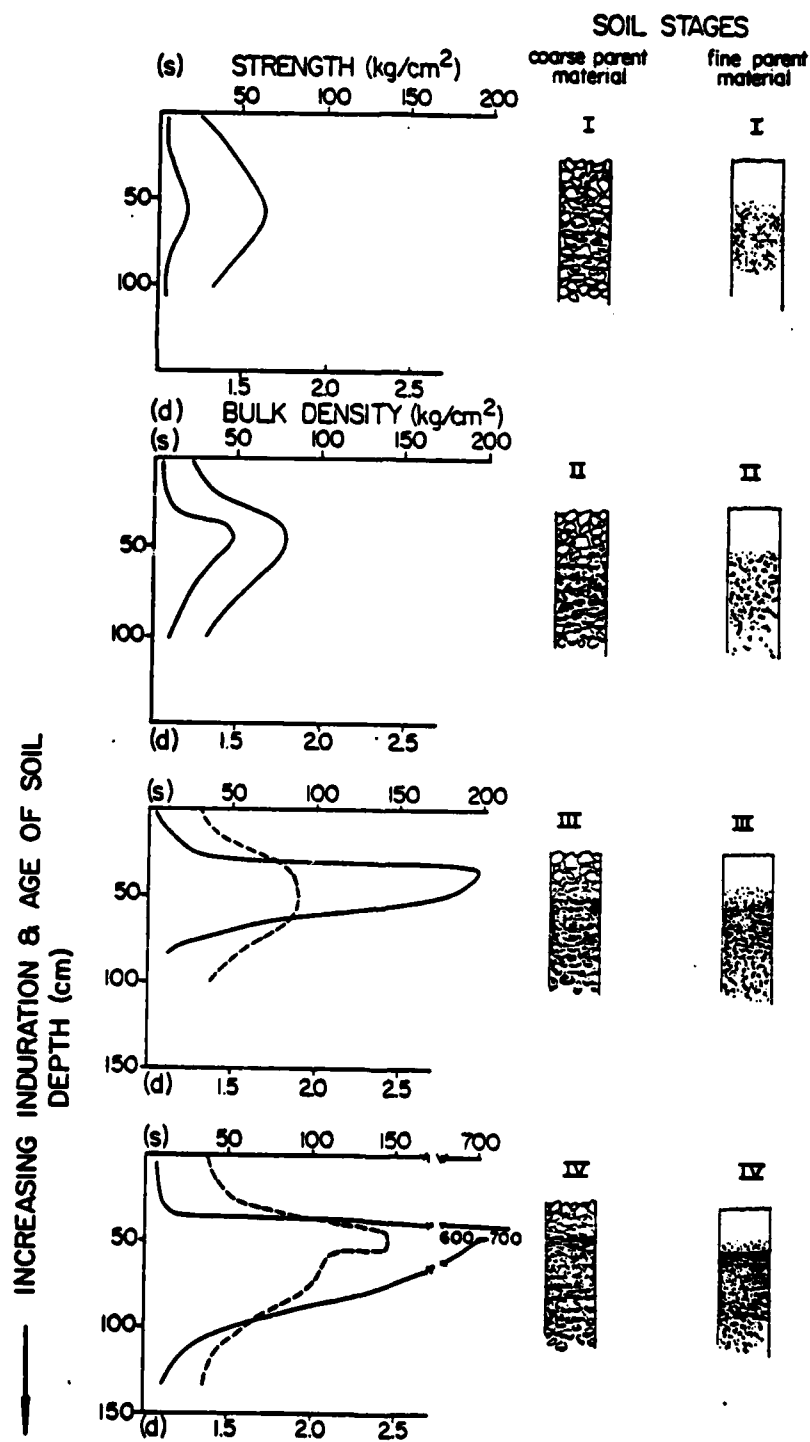 SOIL STAGES
(s) STRENGTH (kg/cm²) coarse parent material fine parent material
50 100 150 200
I I
50
100
1.5 2.0 2.5
(d) BULK DENSITY (kg/cm²)
(s) 50 100 150 200
II II
50
100
(d) 1.5 2.0 2.5
(s) 50 100 150 200
III III
50
100
150
(d) 1.5 2.0 2.5
(s) 50 100 150 700
IV IV
50
600 700
100
150
(d) 1.5 2.0 2.5
INCREASING INDURATION & AGE OF SOIL
DEPTH (cm)